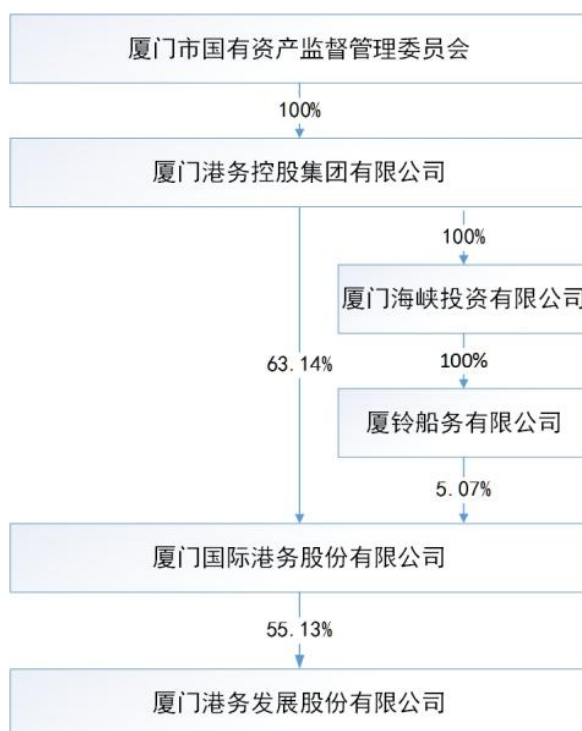 厦门市国有资产监督管理委员会
100%
厦门港务控股集团有限公司
100%
厦门海峡投资有限公司
63.14%
100%
厦铃船务有限公司
5.07%
厦门国际港务股份有限公司
55.13%
厦门港务发展股份有限公司